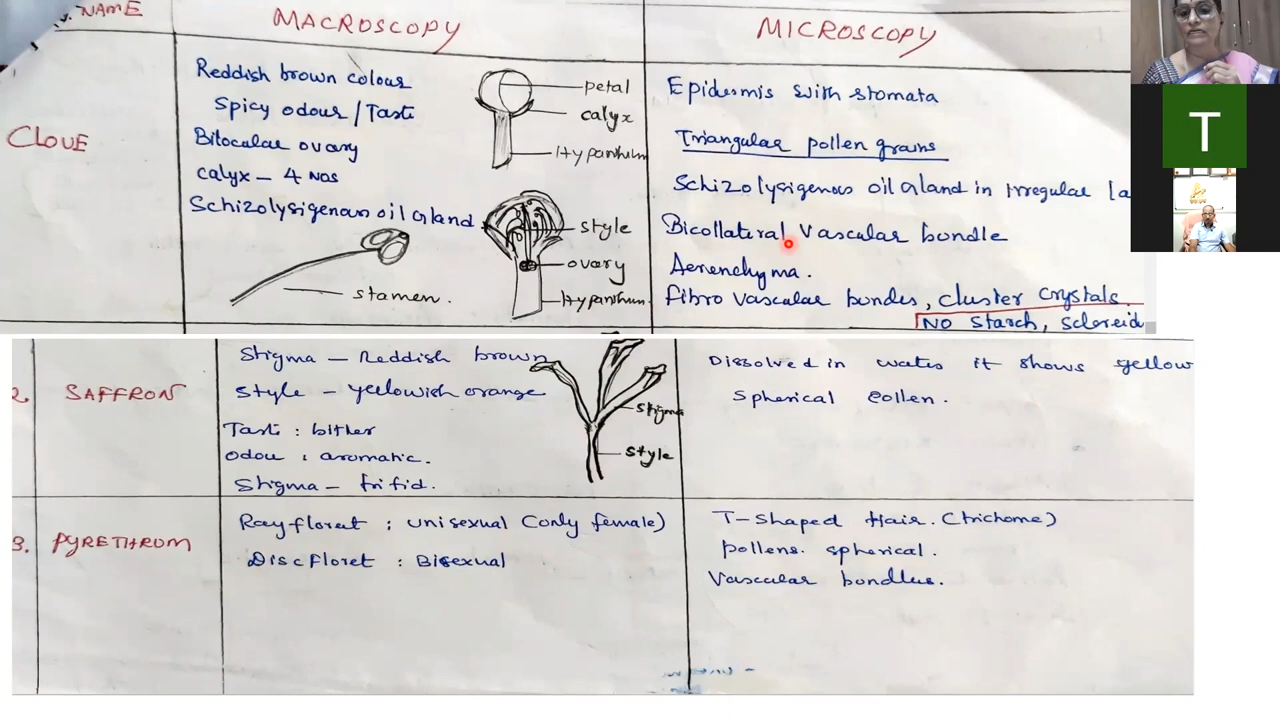 NAME
MACROSCOPY
MICROSCOPY
CLOVE
Reddish brown colour
Spicy odour / Taste
Bilocular ovary
calyx - 4 Nos
Schizolysigenous oil gland
petal
calyx
Hypanthium
style
ovary
Hypanthium
stamen.
Epidermis with stomata
Triangular pollen grains
Schizolysigenous oil gland in Irregular la
Bicollateral vascular bundle
Aerenchyma.
Fibro vascular bundes, cluster crystals.
NO Starch, Sclereid
2. SAFFRON
Stigma - Reddish brown
Style - yellowish orange
Taste : bitter
Odou : aromatic.
Stigma - trifid.
stigma
style
Dissolved in water it shows yellow
Spherical Pollen.
3. PYRETHRUM
Ray floret : Unisexual (only female)
Disc Floret : Bisexual
T-Shaped Hair. (trichome)
pollens. spherical.
Vascular bundles.
T